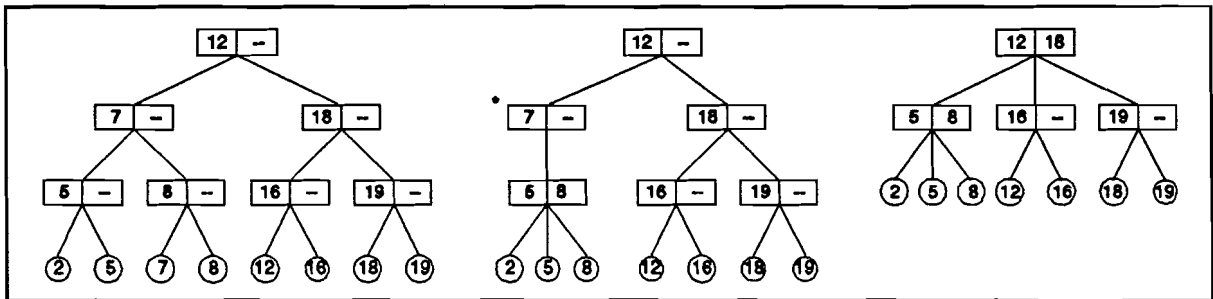 12 – 12 – 12 18
7 – 18 – 7 – 18 – 5 8 16 – 19 –
5 – 8 – 16 – 19 – 5 8 16 – 19 – 2 5 8 12 16 18 19
2 5 7 8 12 16 18 19 2 5 8 12 16 18 19